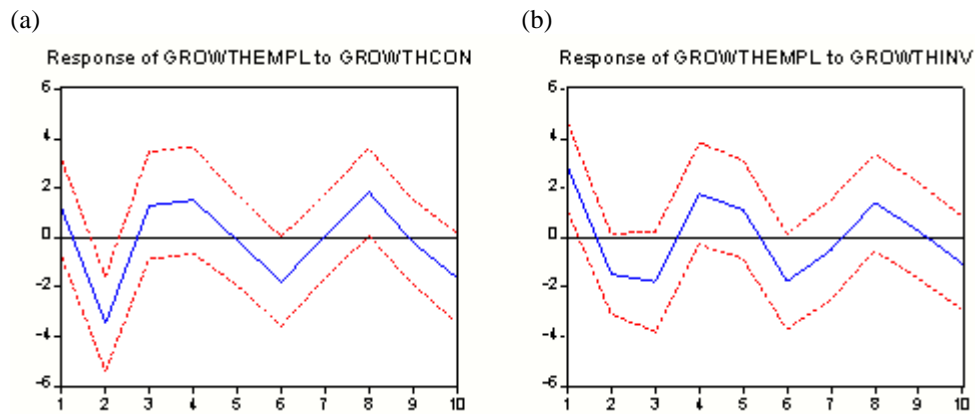 (a)
(b)
Response of GROWTHEMPL to GROWTHCON
6
4
2
0
-2
-4
-6
1 2 3 4 5 6 7 8 9 10
Response of GROWTHEMPL to GROWTHINV
6
4
2
0
-2
-4
-6
1 2 3 4 5 6 7 8 9 10